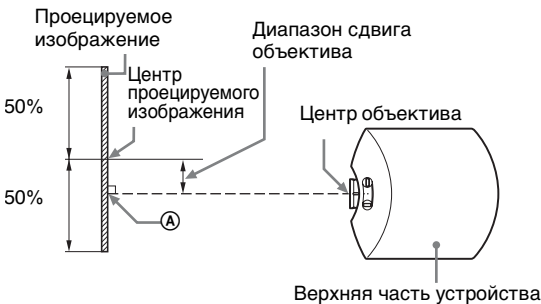 Проецируемое
изображение
Диапазон сдвига
объектива
Центр
проецируемого
изображения
50%
Центр объектива
50%
A
Верхняя часть устройства